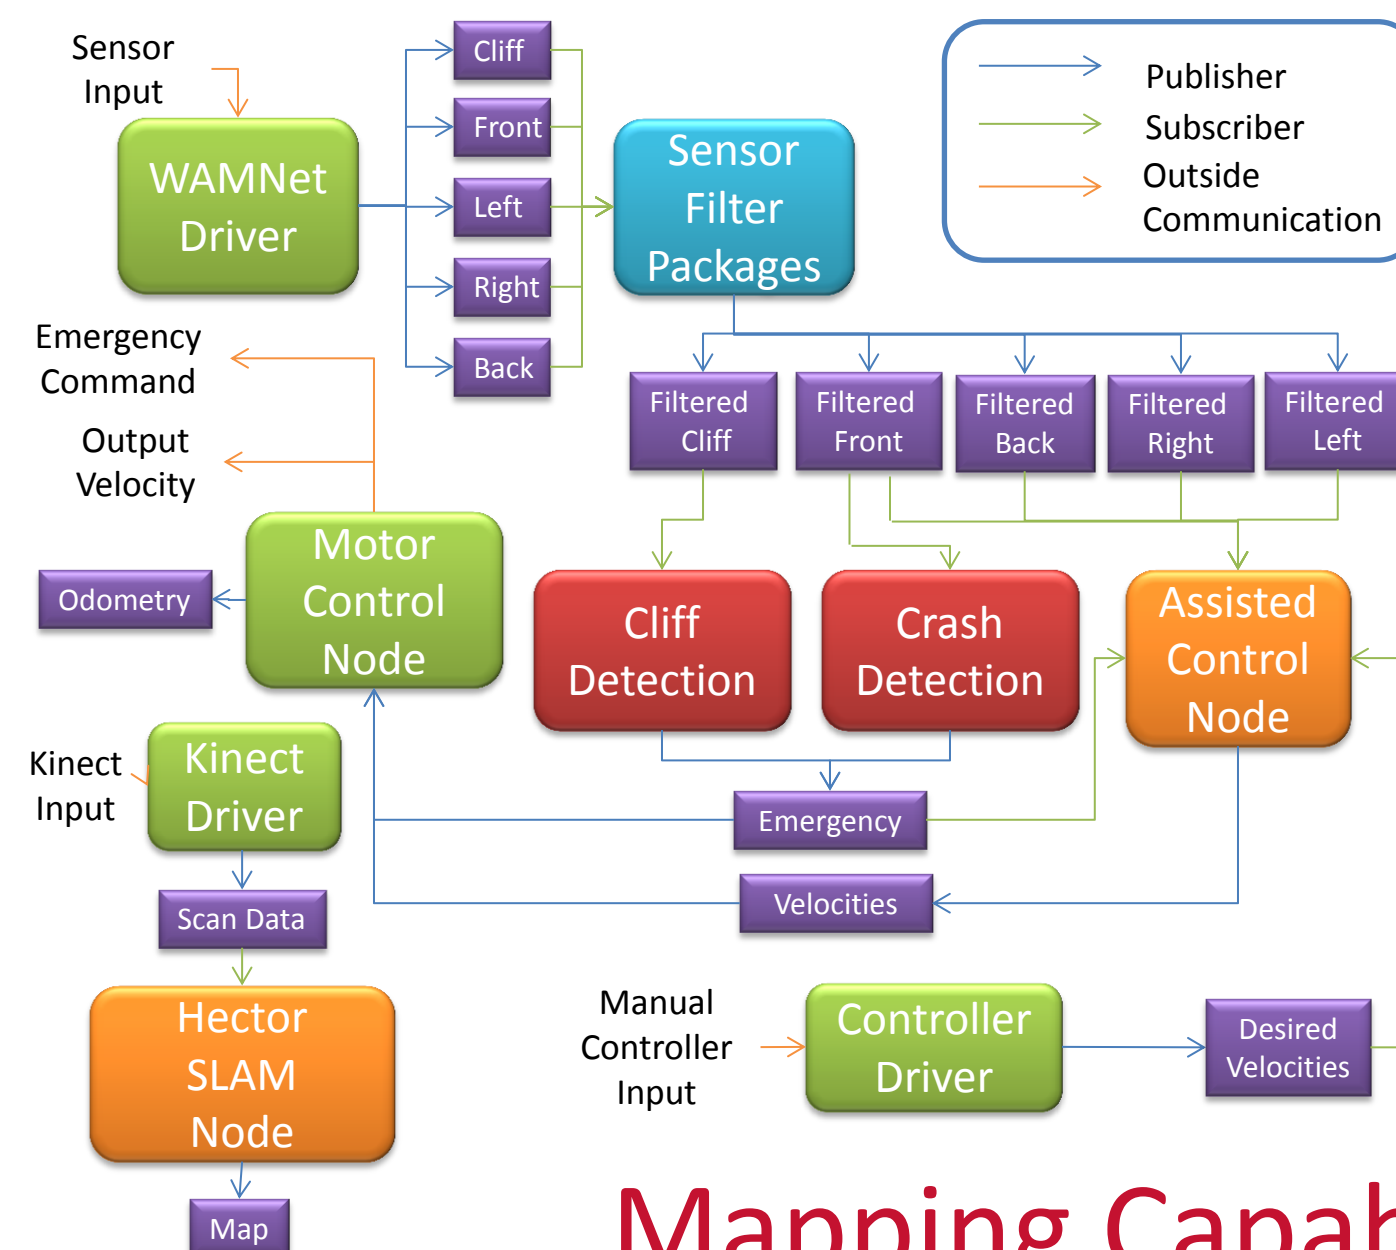 Sensor
Input
WAMNet
Driver
Cliff
Front
Left
Right
Back
Sensor
Filter
Packages
Publisher
Subscriber
Outside
Communication
Emergency
Command
Output
Velocity
Filtered
Cliff
Filtered
Front
Filtered
Back
Filtered
Right
Filtered
Left
Motor
Control
Node
Odometry
Cliff
Detection
Crash
Detection
Assisted
Control
Node
Kinect
Input
Kinect
Driver
Emergency
Velocities
Scan Data
Hector
SLAM
Node
Manual
Controller
Input
Controller
Driver
Desired
Velocities
Map
Mapping Capab